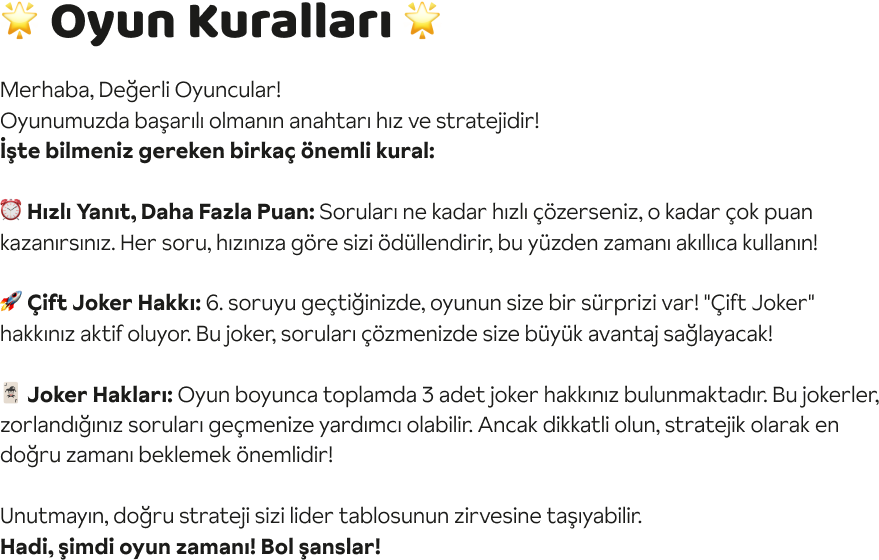 🌟 Oyun Kuralları 🌟
Merhaba, Değerli Oyuncular!
Oyunumuzda başarılı olmanın anahtarı hız ve stratejidir!
İşte bilmeniz gereken birkaç önemli kural:
⏰ Hızlı Yanıt, Daha Fazla Puan: Soruları ne kadar hızlı çözerseniz, o kadar çok puan
kazanırsınız. Her soru, hızınıza göre sizi ödüllendirir, bu yüzden zamanı akıllıca kullanın!
🚀 Çift Joker Hakkı: 6. soruyu geçtiğinizde, oyunun size bir sürprizi var! "Çift Joker"
hakkınız aktif oluyor. Bu joker, soruları çözmenizde size büyük avantaj sağlayacak!
🃏 Joker Hakları: Oyun boyunca toplamda 3 adet joker hakkınız bulunmaktadır. Bu jokerler,
zorlandığınız soruları geçmenize yardımcı olabilir. Ancak dikkatli olun, stratejik olarak en
doğru zamanı beklemek önemlidir!
Unutmayın, doğru strateji sizi lider tablosunun zirvesine taşıyabilir.
Hadi, şimdi oyun zamanı! Bol şanslar!